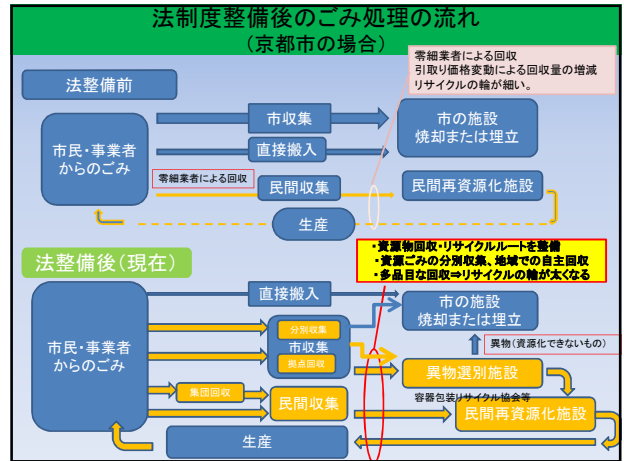 法制度整備後のごみ処理の流れ
(京都市の場合)
零細業者による回収
引取り価格変動による回収量の増減
リサイクルの輪が細い。
法整備前
市収集
市の施設
焼却または埋立
市民・事業者
からのごみ
直接搬入
零細業者による回収
民間収集
民間再資源化施設
生産
・資源物回収・リサイクルルートを整備
・資源ごみの分別収集、地域での自主回収
・多品目な回収⇒リサイクルの輪が太くなる
法整備後(現在)
直接搬入
市の施設
焼却または埋立
分別収集
市収集
拠点回収
市民・事業者
からのごみ
異物(資源化できないもの)
異物選別施設
集団回収
民間収集
容器包装リサイクル協会等
民間再資源化施設
生産